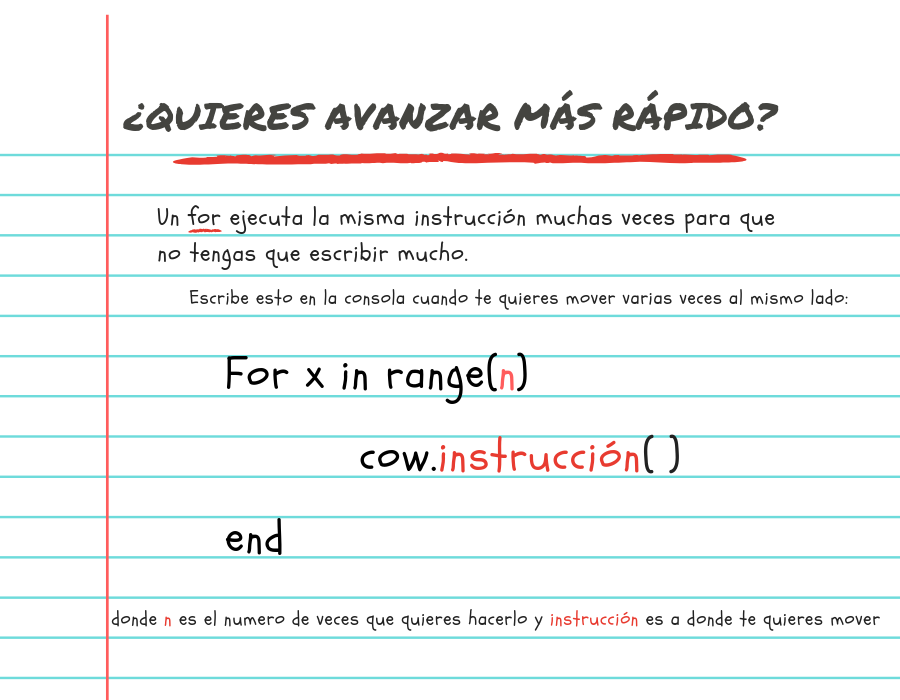 ¿QUIERES AVANZAR MÁS RÁPIDO?
Un for ejecuta la misma instrucción muchas veces para que
no tengas que escribir mucho.
Escribe esto en la consola cuando te quieres mover varias veces al mismo lado:
For x in range(n)
cow.instrucción( )
end
donde n es el numero de veces que quieres hacerlo y instrucción es a donde te quieres mover